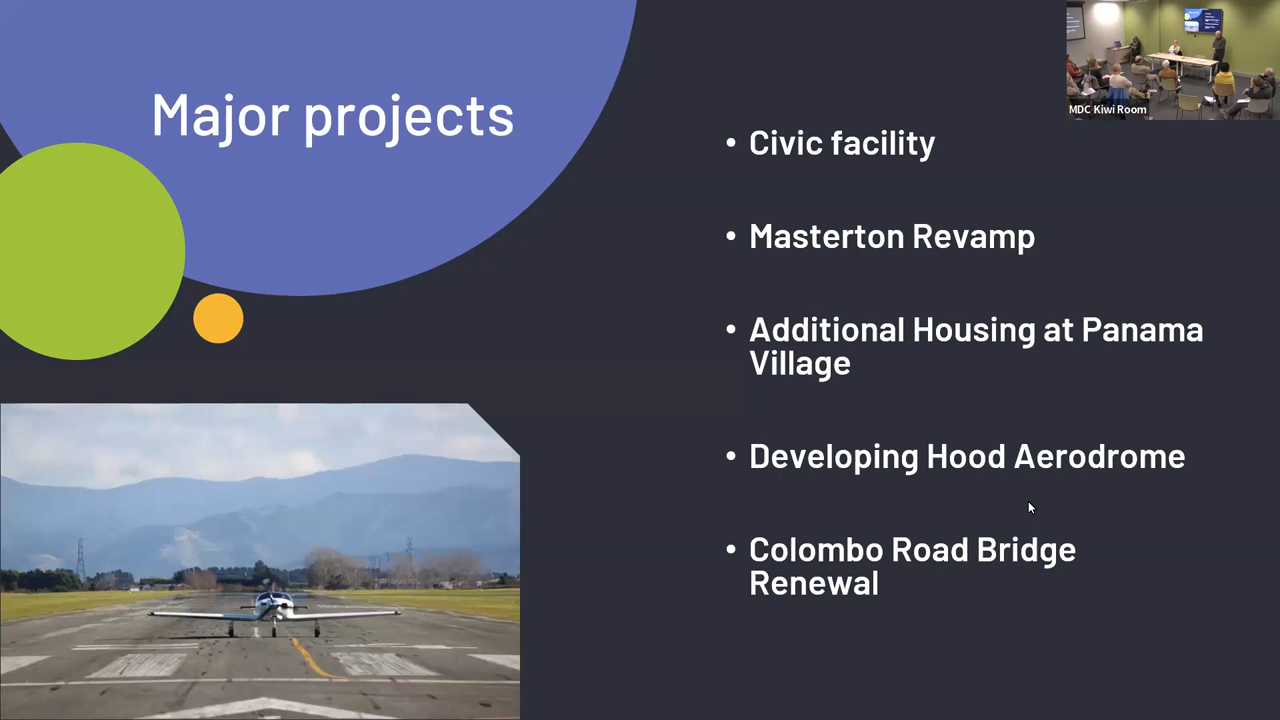 Major projects
MDC Kiwi Room
• Civic facility
• Masterton Revamp
• Additional Housing at Panama
Village
• Developing Hood Aerodrome
• Colombo Road Bridge
Renewal